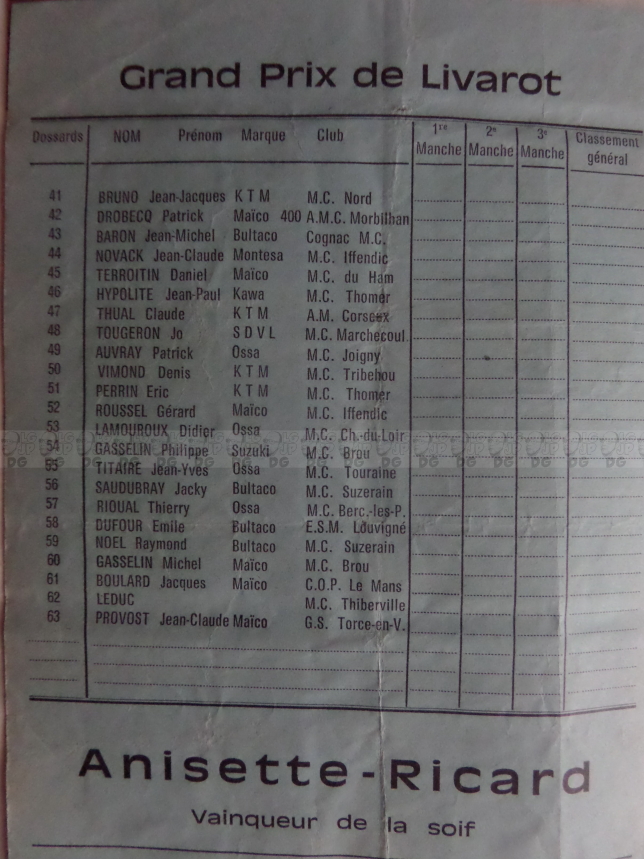 Grand Prix de Livarot
Dossards NOM Prénom Marque Club 1re Manche 2e Manche 3e Manche Classement général
41 BRUNO Jean-Jacques K T M M.C. Nord
42 DROBECQ Patrick Maïco 400 A.M.C. Morbilhan
43 BARON Jean-Michel Bultaco Cognac M.C.
44 NOVACK Jean-Claude Montesa M.C. Iffendic
45 TERROITIN Daniel Maïco M.C. du Ham
46 HYPOLITE Jean-Paul Kawa M.C. Thomer
47 THUAL Claude K T M A.M. Corseux
48 TOUGERON Jo S D V L M.C. Marchecoul
49 AUVRAY Patrick Ossa M.C. Joigny
50 VIMOND Denis K T M M.C. Tribehou
51 PERRIN Eric K T M M.C. Thomer
52 ROUSSEL Gérard Maïco M.C. Iffendic
53 LAMOUROUX Didier Ossa M.C. Ch.-du-Loir
54 GASSELIN Philippe Suzuki M.C. Brou
55 TITAIRE Jean-Yves Ossa M.C. Touraine
56 SAUDUBRAY Jacky Bultaco M.C. Suzerain
57 RIOUAL Thierry Ossa M.C. Berc.-les-P.
58 DUFOUR Emile Bultaco E.S.M. Louvigné
59 NOEL Raymond Bultaco M.C. Suzerain
60 GASSELIN Michel Maïco M.C. Brou
61 BOULARD Jacques Maïco C.O.P. Le Mans
62 LEDUC M.C. Thiberville
63 PROVOST Jean-Claude Maïco G.S. Torce-en-V.
Anisette-Ricard
Vainqueur de la soif